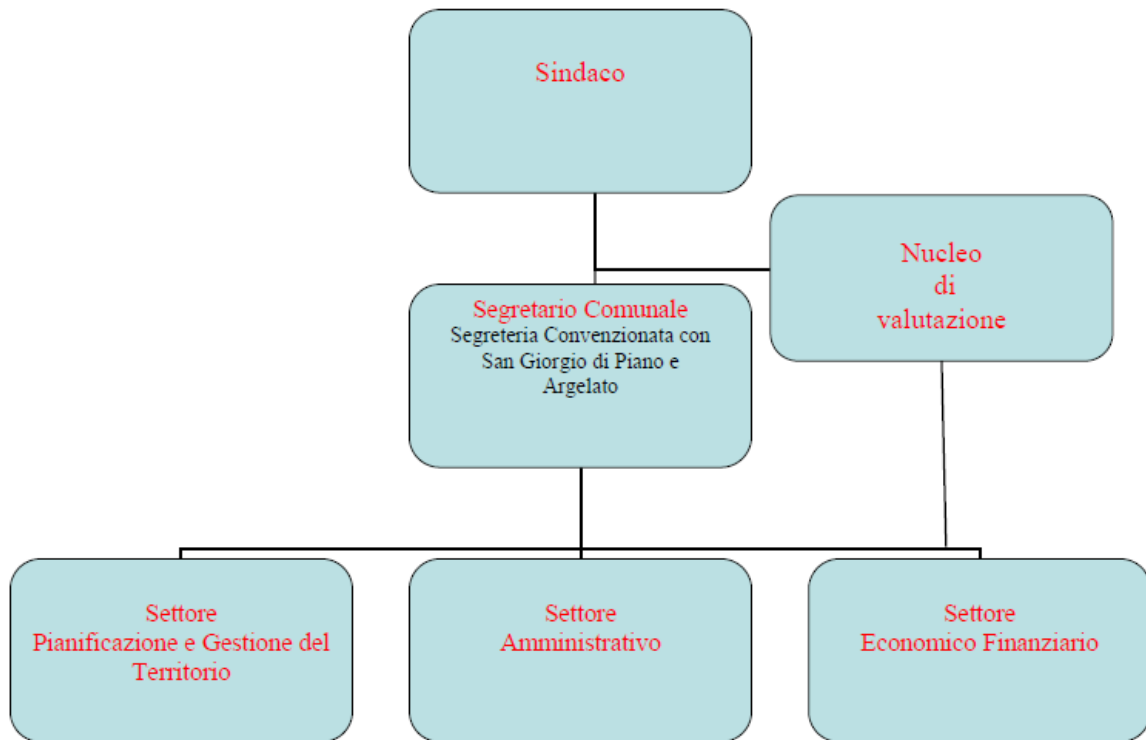 Sindaco
Nucleo
di
valutazione
Segretario Comunale
Segreteria Convenzionata con
San Giorgio di Piano e
Argelato
Settore
Pianificazione e Gestione del
Territorio
Settore
Amministrativo
Settore
Economico Finanziario